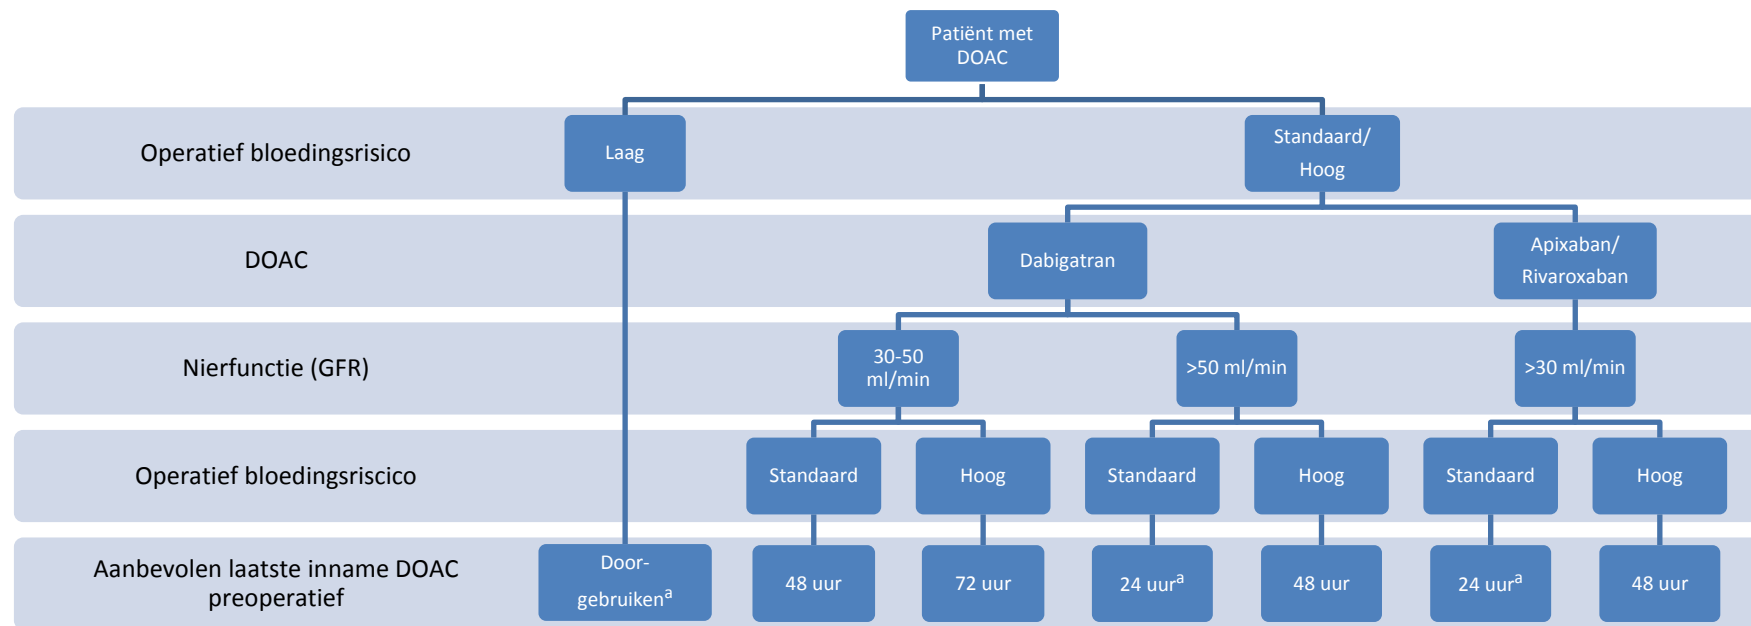 Patiënt met
DOAC
Operatief bloedingsrisico
Laag
Standaard/
Hoog
DOAC
Dabigatran
Apixaban/
Rivaroxaban
Nierfunctie (GFR)
30-50
ml/min
>50 ml/min
>30 ml/min
Operatief bloedingsriscico
Standaard
Hoog
Standaard
Hoog
Standaard
Hoog
Aanbevolen laatste inname DOAC
preoperatief
Door-
gebruikenᵃ
48 uur
72 uur
24 uurᵃ
48 uur
24 uurᵃ
48 uur